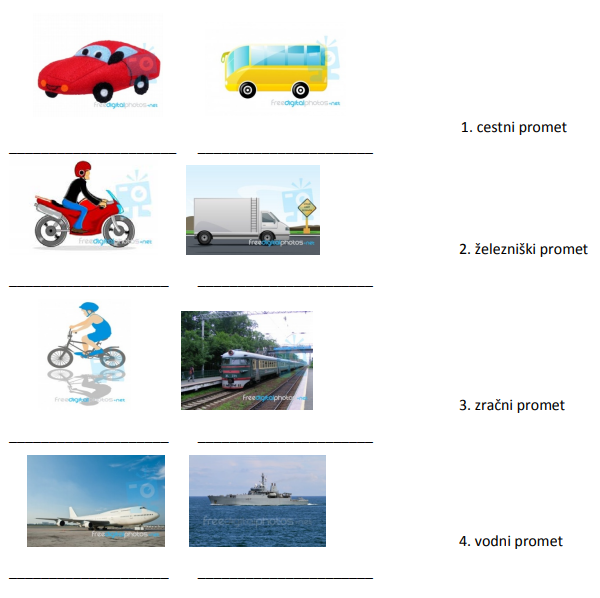 1. cestni promet
2. železniški promet
3. zračni promet
4. vodni promet